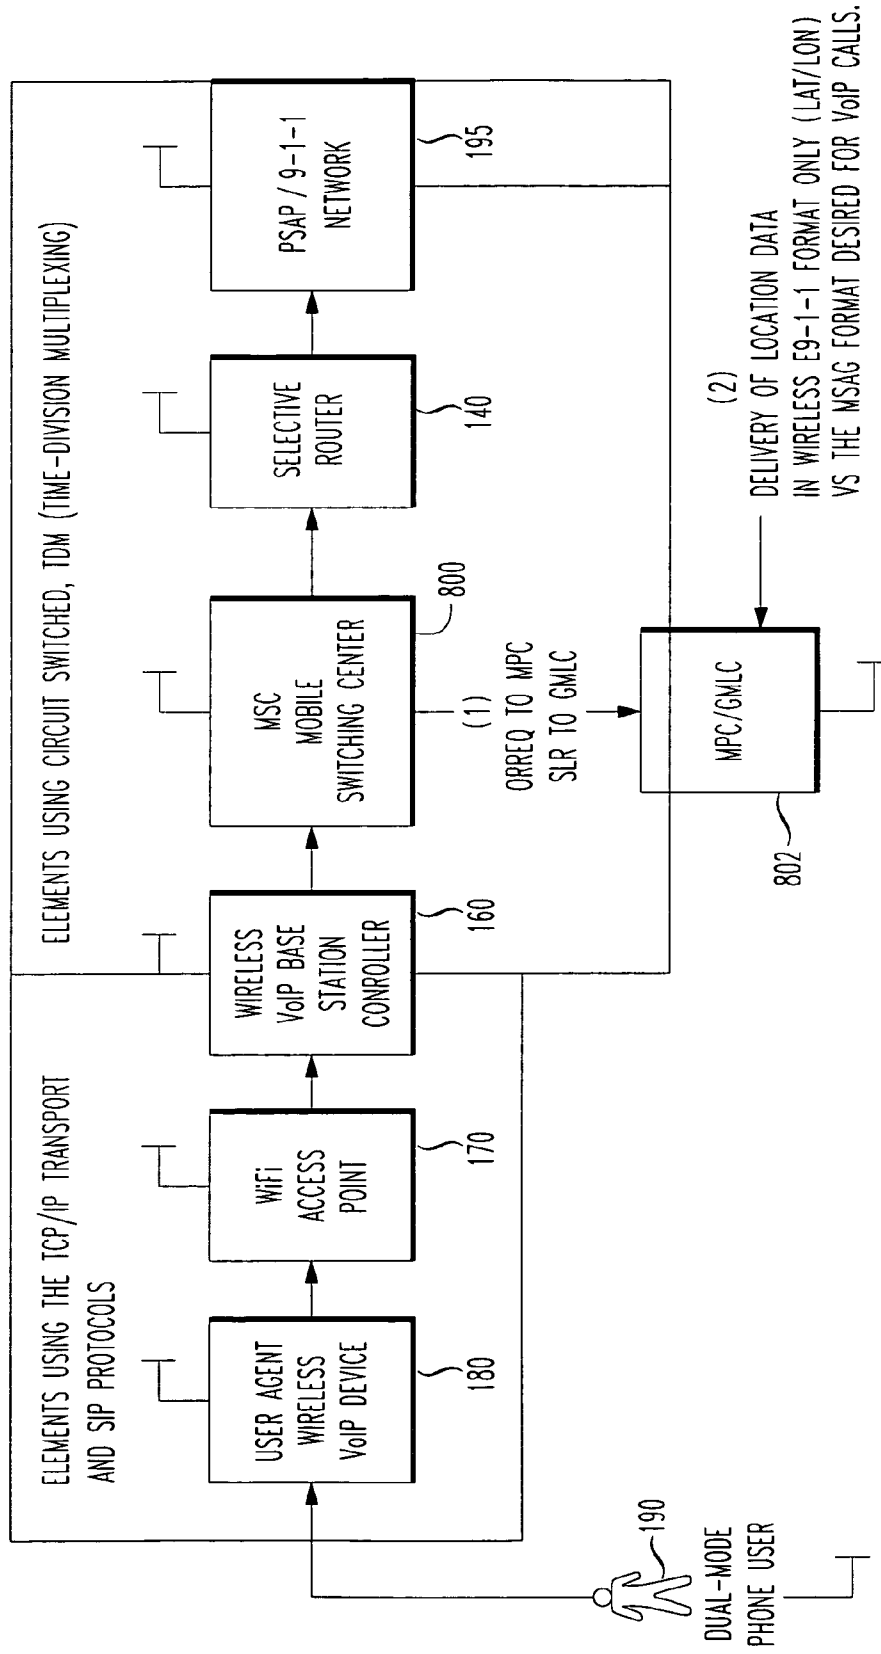 ELEMENTS USING THE TCP/IP TRANSPORT
AND SIP PROTOCOLS
ELEMENTS USING CIRCUIT SWITCHED, TDM (TIME-DIVISION MULTIPLEXING)
USER AGENT
WIRELESS
VoIP DEVICE
180
WiFi
ACCESS
POINT
170
WIRELESS
VoIP BASE
STATION
CONROLLER
160
MSC
MOBILE
SWITCHING CENTER
800
SELECTIVE
ROUTER
140
PSAP / 9-1-1
NETWORK
195
(1)
ORREQ TO MPC
SLR TO GMLC
MPC/GMLC
802
(2)
DELIVERY OF LOCATION DATA
IN WIRELESS E9-1-1 FORMAT ONLY (LAT/LON)
VS THE MSAG FORMAT DESIRED FOR VoIP CALLS.
190
DUAL-MODE
PHONE USER